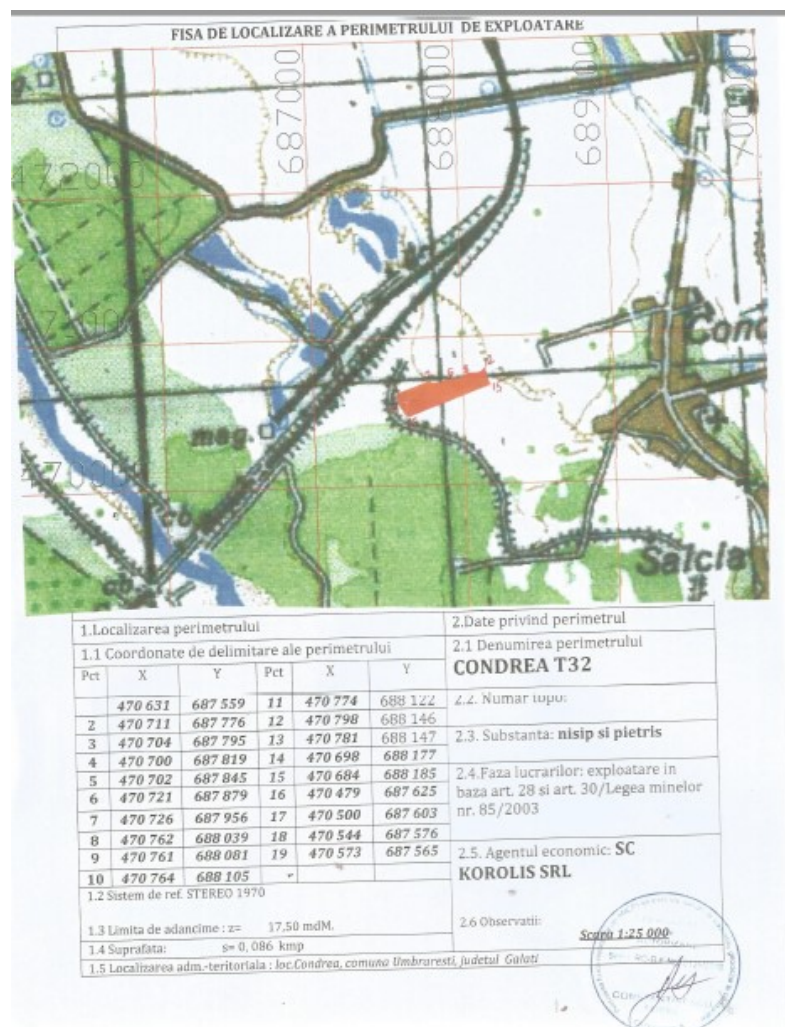 FISA DE LOCALIZARE A PERIMETRULUI DE EXPLOATARE
687000
688000
689000
700000
472000
mag.
470000
Salcia
1.Localizarea perimetrului
1.1 Coordonate de delimitare ale perimetrului
Pct X Y Pct X Y
470 631 687 559 11 470 774 688 122
2 470 711 687 776 12 470 798 688 146
3 470 704 687 795 13 470 781 688 147
4 470 700 687 819 14 470 698 688 177
5 470 702 687 845 15 470 684 688 185
6 470 721 687 879 16 470 479 687 625
7 470 726 687 956 17 470 500 687 603
8 470 762 688 039 18 470 544 687 576
9 470 761 688 081 19 470 573 687 565
10 470 764 688 105
1.2 Sistem de ref. STEREO 1970
1.3 Limita de adancime : z= 17,50 mdM.
1.4 Suprafata: s= 0, 086 kmp
1.5 Localizarea adm.-teritoriala : loc.Condrea, comuna Umbraresti, judetul Galati
2.Date privind perimetrul
2.1 Denumirea perimetrului
CONDREA T32
2.2. Numar topo:
2.3. Substanta: nisip si pietris
2.4.Faza lucrarilor: exploatare in
baza art. 28 si art. 30/Legea minelor
nr. 85/2003
2.5. Agentul economic: SC
KOROLIS SRL
2.6 Observatii:
Scara 1:25 000